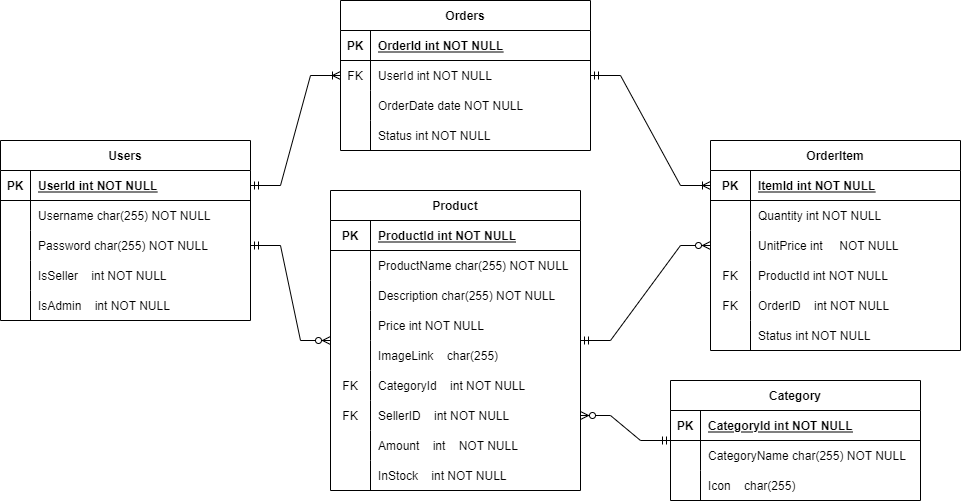 Orders
PK OrderId int NOT NULL
FK UserId int NOT NULL
OrderDate date NOT NULL
Status int NOT NULL
Users
PK UserId int NOT NULL
Username char(255) NOT NULL
Password char(255) NOT NULL
IsSeller int NOT NULL
IsAdmin int NOT NULL
Product
PK ProductId int NOT NULL
ProductName char(255) NOT NULL
Description char(255) NOT NULL
Price int NOT NULL
ImageLink char(255)
FK CategoryId int NOT NULL
FK SellerID int NOT NULL
Amount int NOT NULL
InStock int NOT NULL
OrderItem
PK ItemId int NOT NULL
Quantity int NOT NULL
UnitPrice int NOT NULL
FK ProductId int NOT NULL
FK OrderID int NOT NULL
Status int NOT NULL
Category
PK CategoryId int NOT NULL
CategoryName char(255) NOT NULL
Icon char(255)